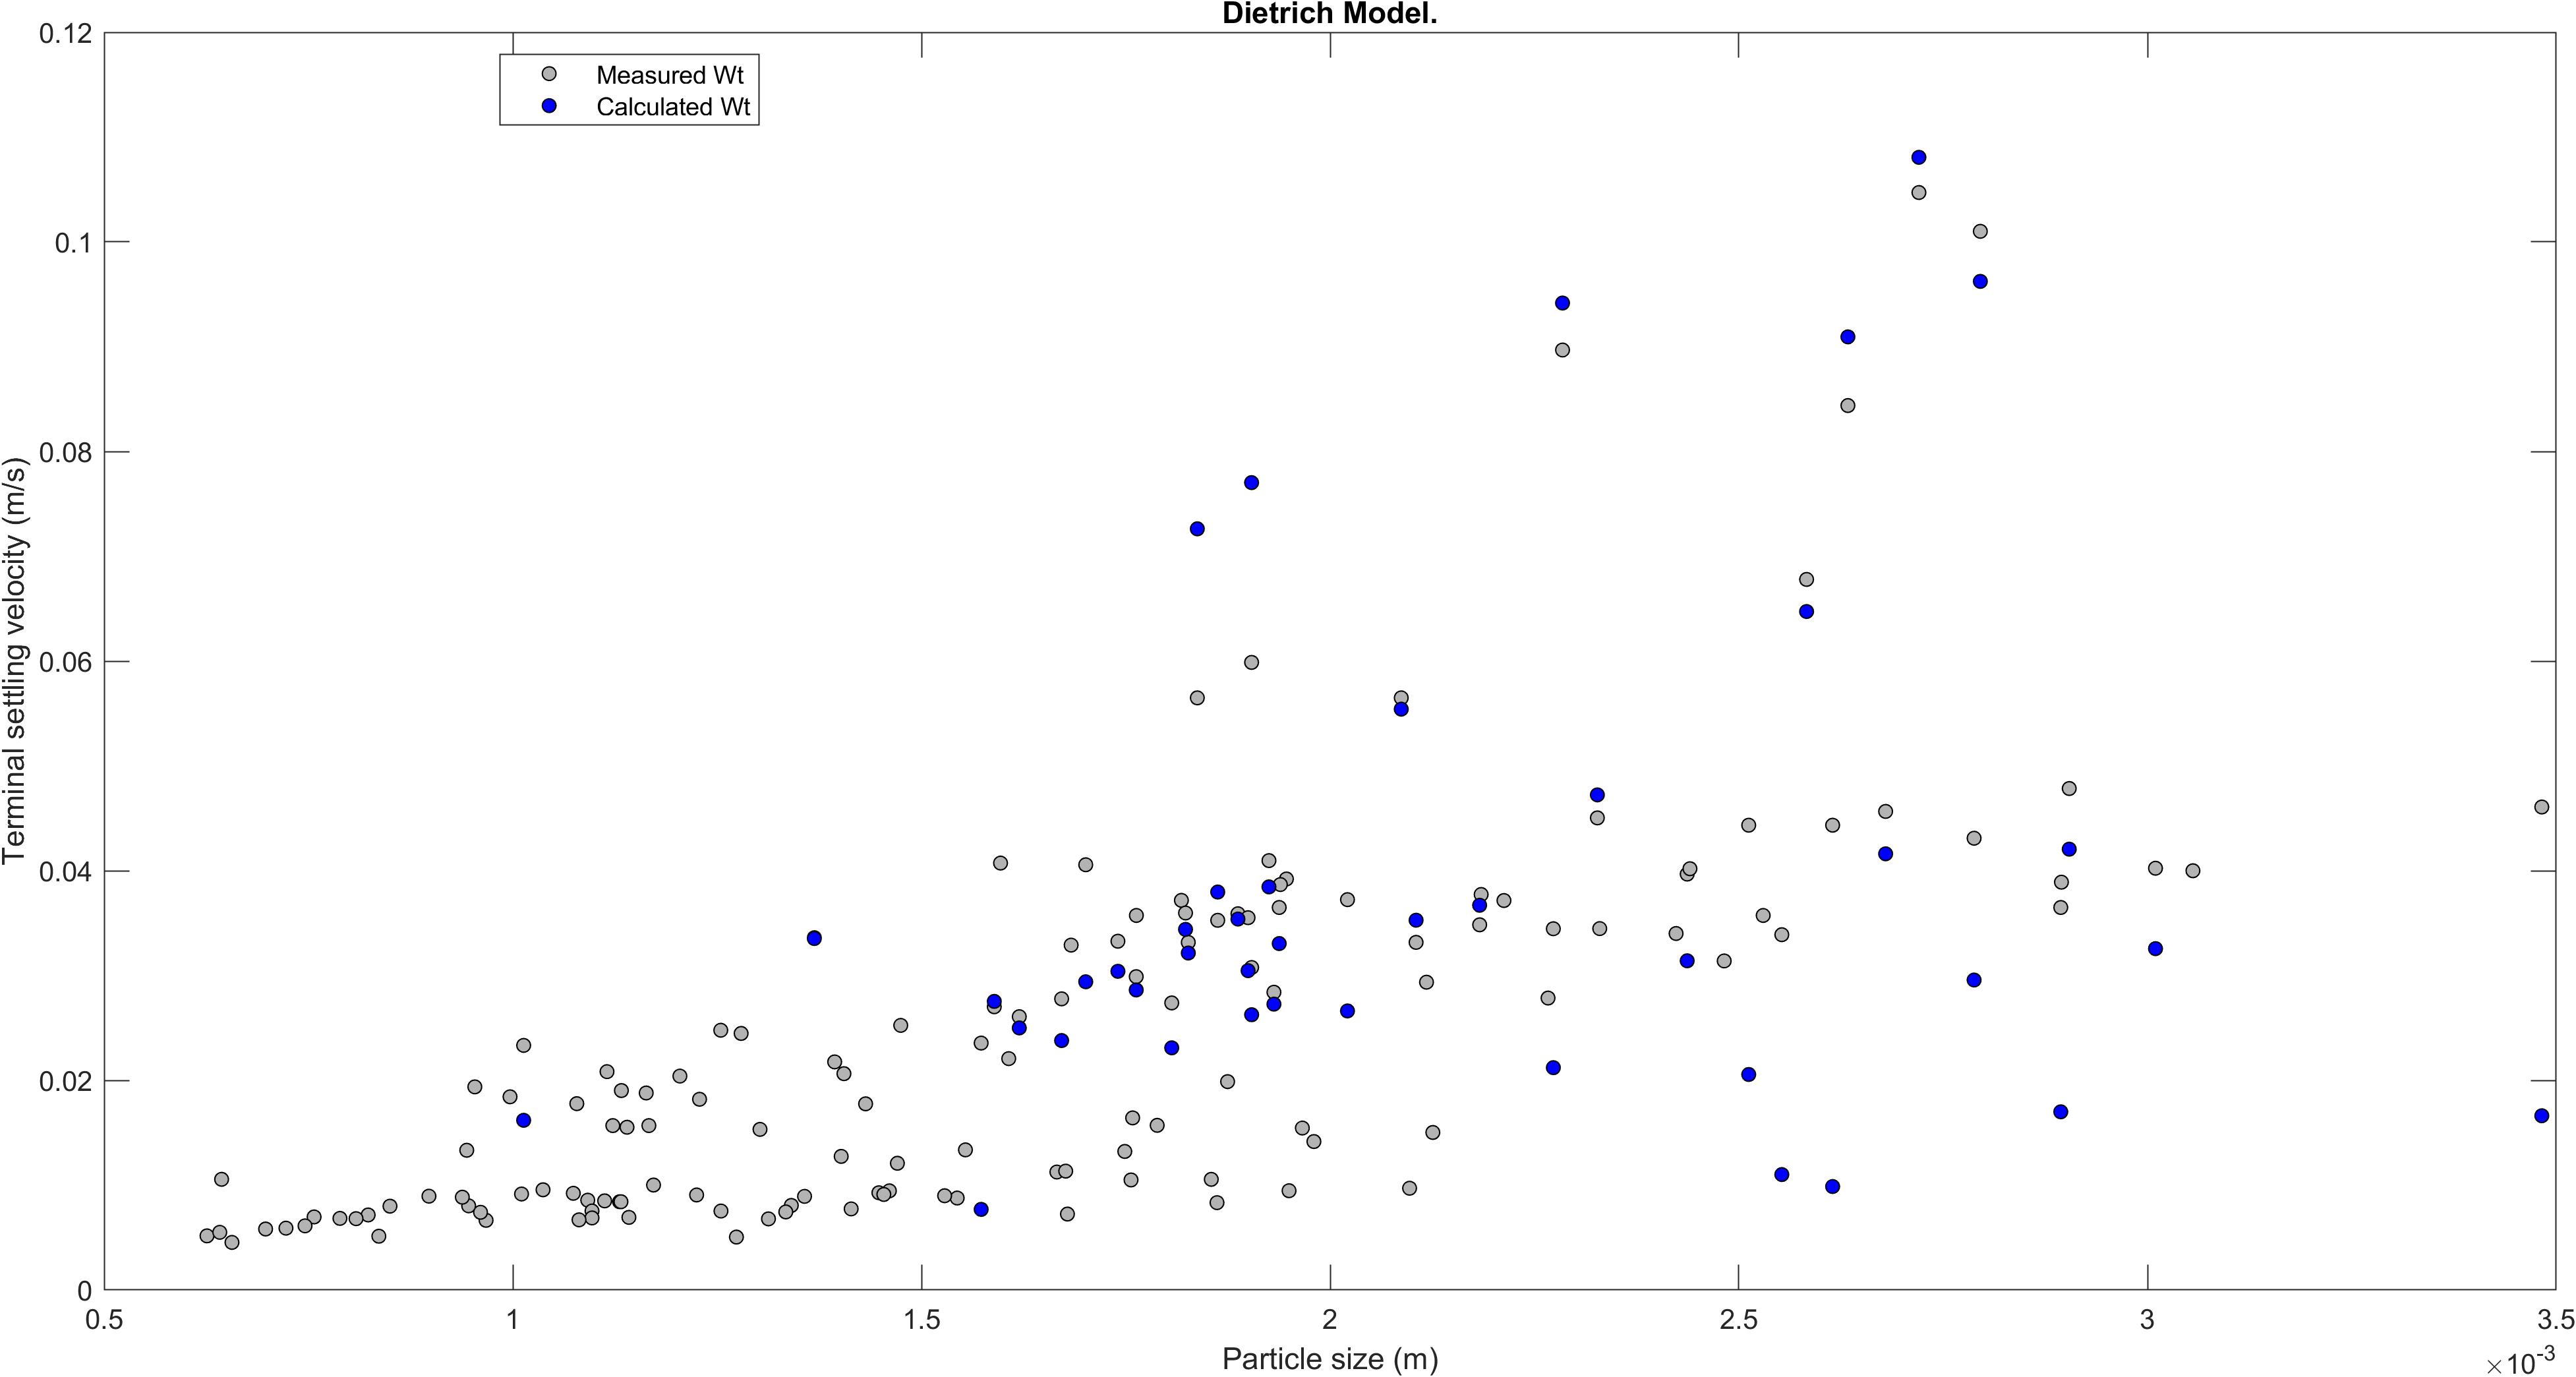 Dietrich Model.
0.12
0.1
0.08
0.06
0.04
0.02
0
Terminal settling velocity (m/s)
Measured Wt
Calculated Wt
0.5 1 1.5 2 2.5 3 3.5
Particle size (m)
×10-3